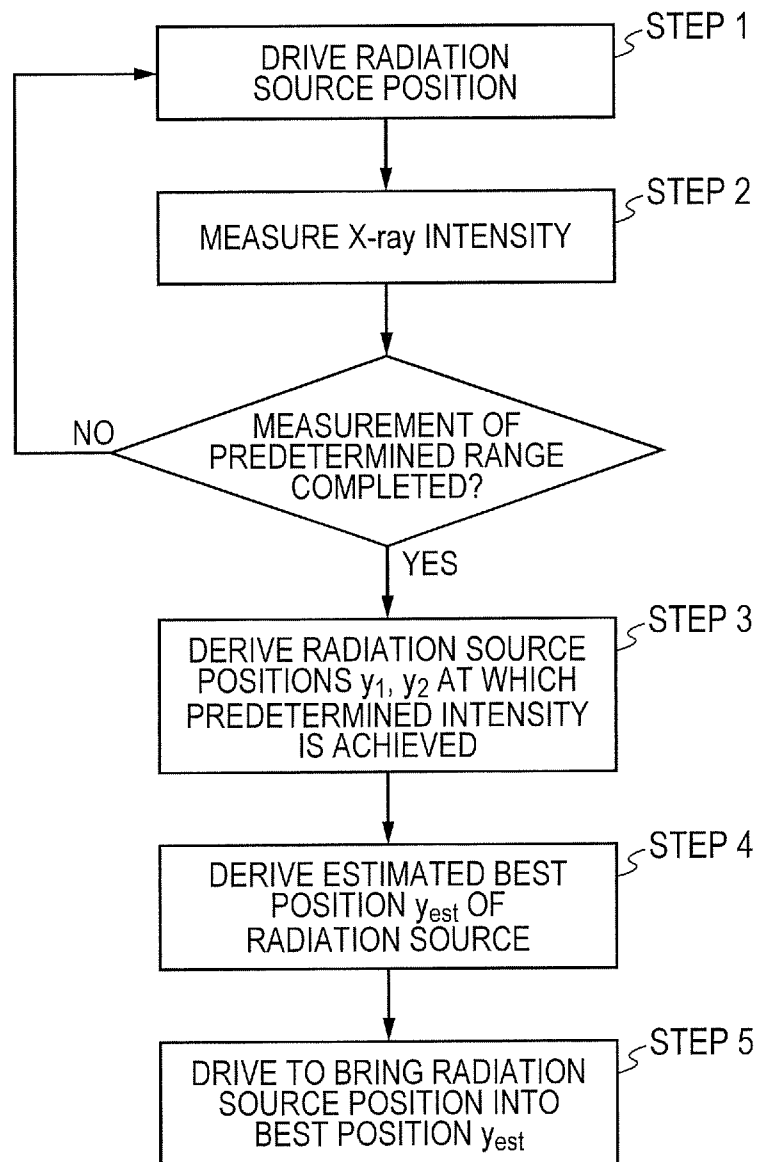 STEP 1
DRIVE RADIATION
SOURCE POSITION
STEP 2
MEASURE X-ray INTENSITY
MEASUREMENT OF
PREDETERMINED RANGE
COMPLETED?
NO
YES
STEP 3
DERIVE RADIATION SOURCE
POSITIONS y₁, y₂ AT WHICH
PREDETERMINED INTENSITY
IS ACHIEVED
STEP 4
DERIVE ESTIMATED BEST
POSITION yest OF
RADIATION SOURCE
STEP 5
DRIVE TO BRING RADIATION
SOURCE POSITION INTO
BEST POSITION yest